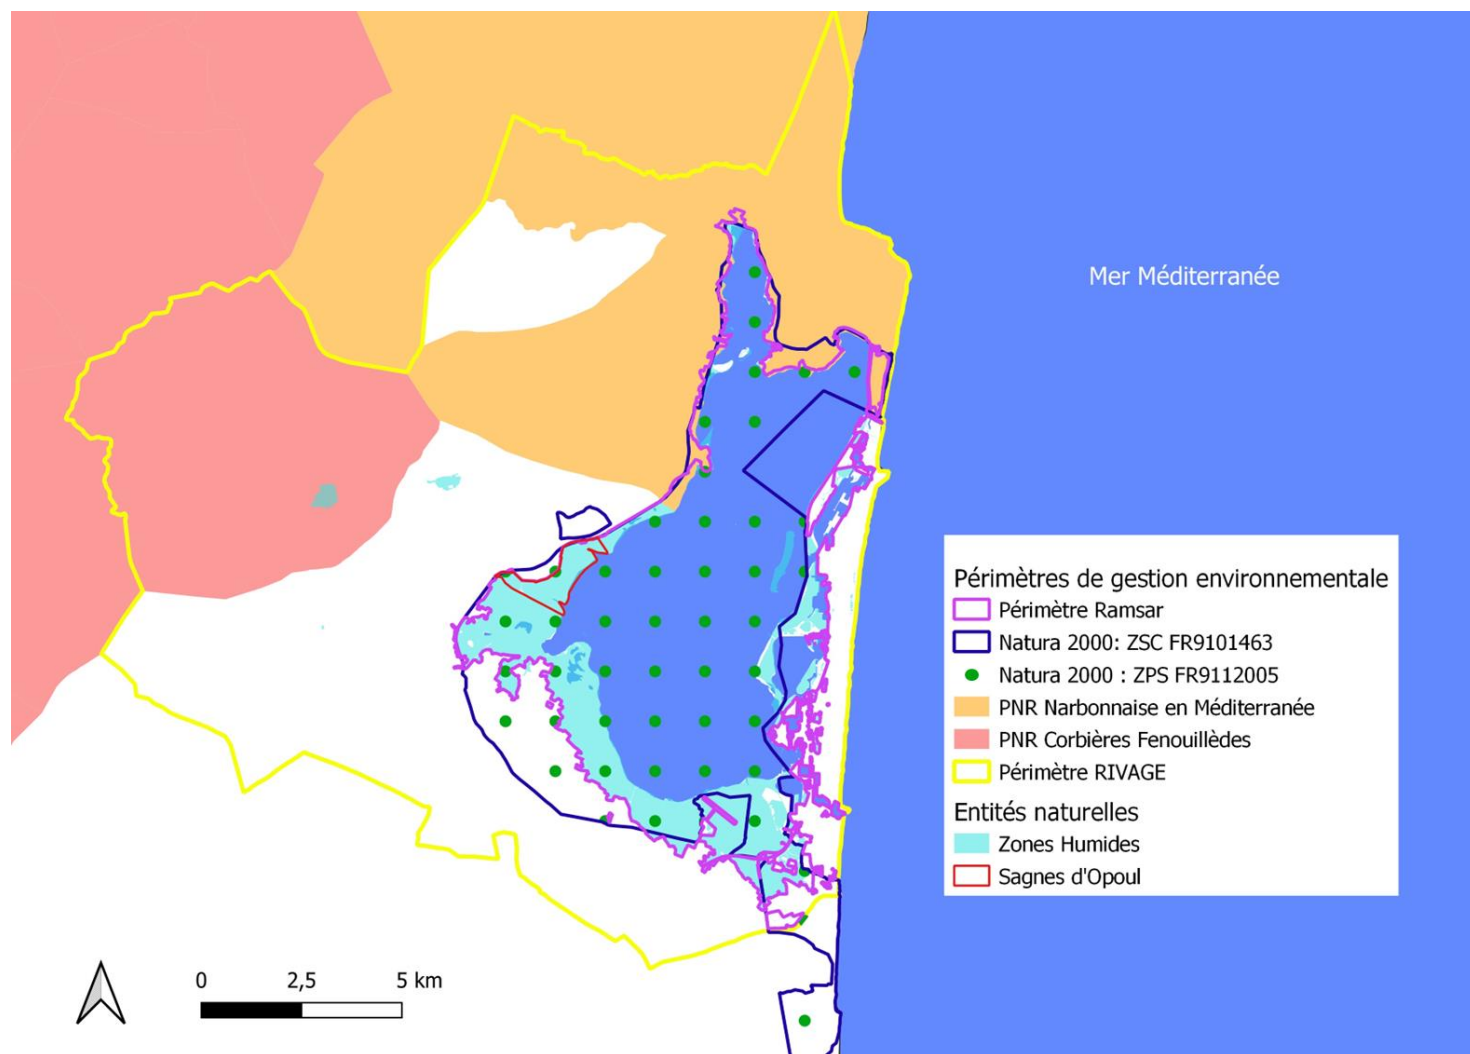 Mer Méditerranée
Périmètres de gestion environnementale
Périmètre Ramsar
Natura 2000: ZSC FR9101463
Natura 2000 : ZPS FR9112005
PNR Narbonnaise en Méditerranée
PNR Corbières Fenouillèdes
Périmètre RIVAGE
Entités naturelles
Zones Humides
Sagnes d'Opoul
0 2,5 5 km